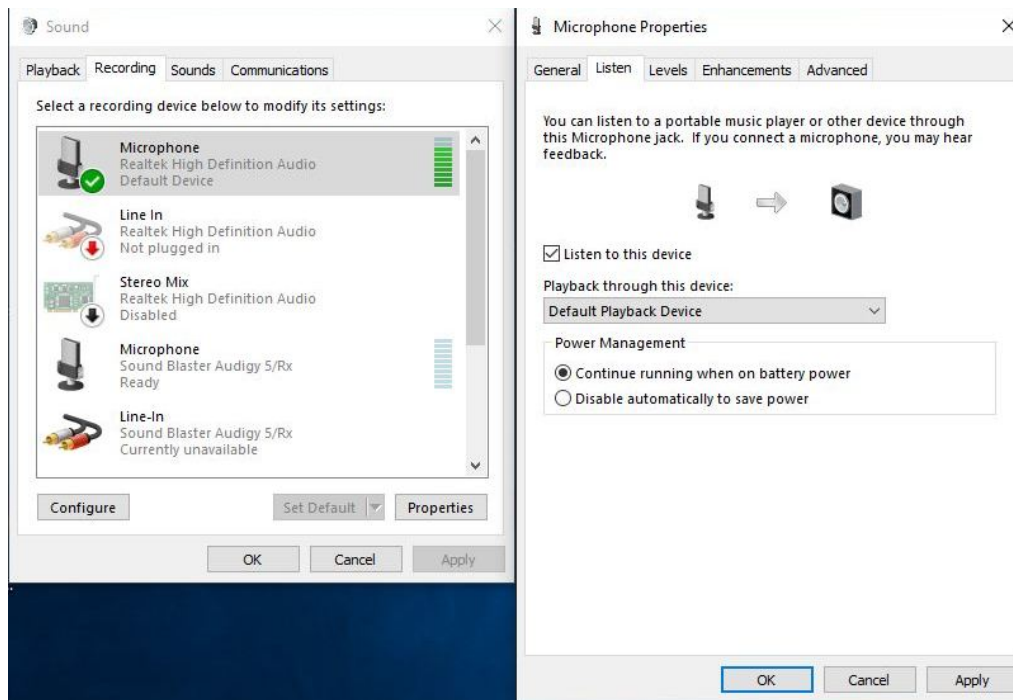 Sound
Playback Recording Sounds Communications
Select a recording device below to modify its settings:
Microphone
Realtek High Definition Audio
Default Device
Line In
Realtek High Definition Audio
Not plugged in
Stereo Mix
Realtek High Definition Audio
Disabled
Microphone
Sound Blaster Audigy 5/Rx
Ready
Line-In
Sound Blaster Audigy 5/Rx
Currently unavailable
Configure Set Default Properties
OK Cancel Apply
Microphone Properties
General Listen Levels Enhancements Advanced
You can listen to a portable music player or other device through
this Microphone jack. If you connect a microphone, you may hear
feedback.
Listen to this device
Playback through this device:
Default Playback Device
Power Management
Continue running when on battery power
Disable automatically to save power
OK Cancel Apply